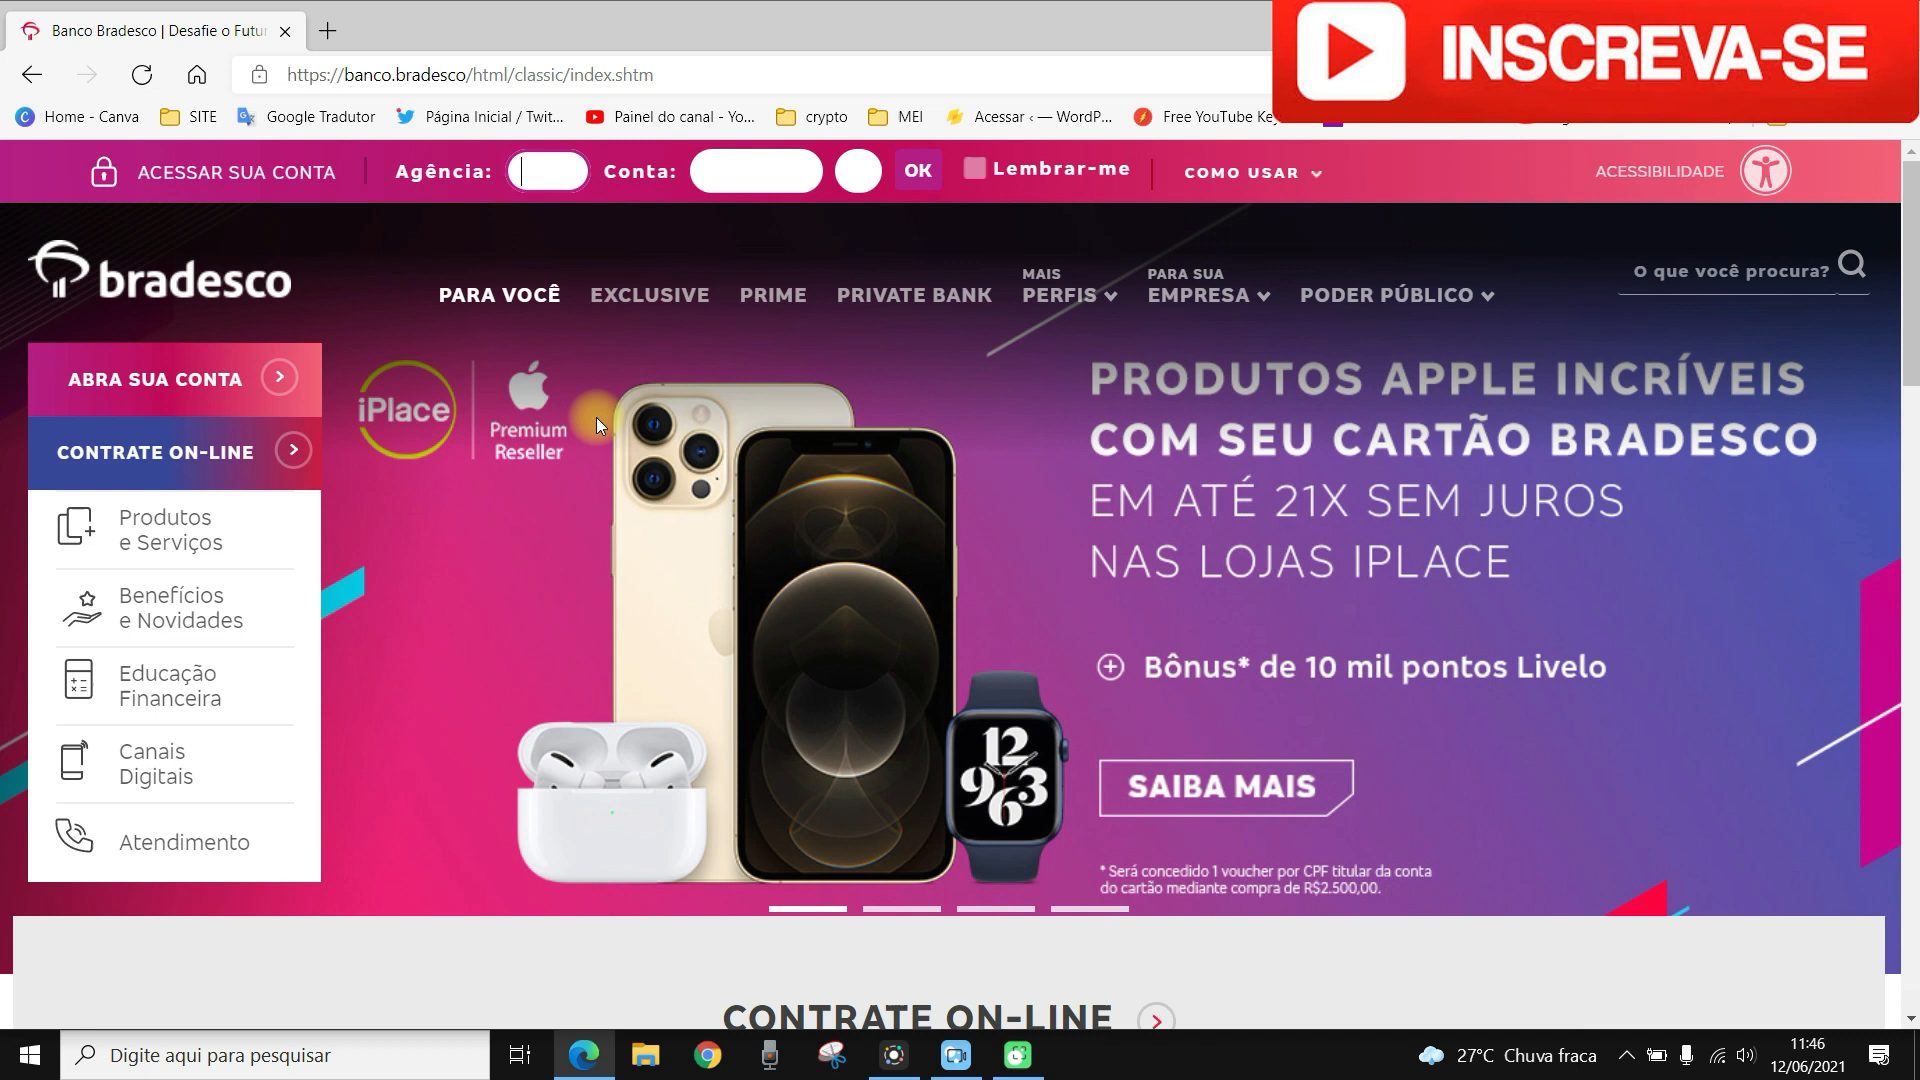 Banco Bradesco | Desafie o Futur
INSCREVA-SE
https://banco.bradesco/html/classic/index.shtm
Home - Canva
SITE
Google Tradutor
Página Inicial / Twit...
Painel do canal - Yo...
crypto
MEI
Acessar ‹ — WordP...
Free YouTube Ke
ACESSAR SUA CONTA
Agência:
Conta:
OK
Lembrar-me
COMO USAR
ACESSIBILIDADE
bradesco
PARA VOCÊ
EXCLUSIVE
PRIME
PRIVATE BANK
MAIS
PERFIS
PARA SUA
EMPRESA
PODER PÚBLICO
O que você procura?
ABRA SUA CONTA
CONTRATE ON-LINE
Produtos
e Serviços
Benefícios
e Novidades
Educação
Financeira
Canais
Digitais
Atendimento
iPlace
Premium
Reseller
PRODUTOS APPLE INCRÍVEIS
COM SEU CARTÃO BRADESCO
EM ATÉ 21X SEM JUROS
NAS LOJAS IPLACE
Bônus* de 10 mil pontos Livelo
12
9 3
6
SAIBA MAIS
* Será concedido 1 voucher por CPF titular da conta
do cartão mediante compra de R$2.500,00.
CONTRATE ON-LINE
Digite aqui para pesquisar
27°C Chuva fraca
11:46
12/06/2021